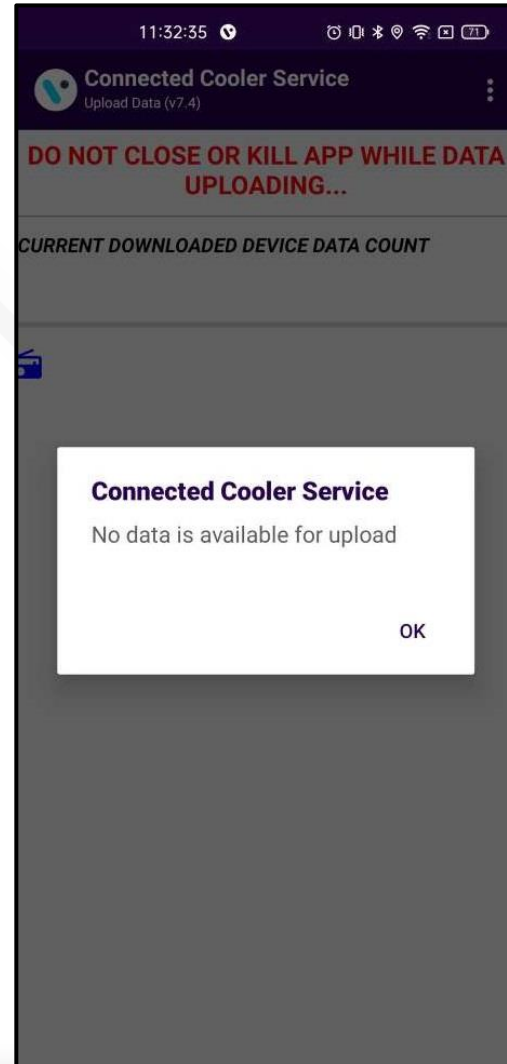 11:32:35
71
Connected Cooler Service
Upload Data (v7.4)
DO NOT CLOSE OR KILL APP WHILE DATA
UPLOADING...
CURRENT DOWNLOADED DEVICE DATA COUNT
Connected Cooler Service
No data is available for upload
OK